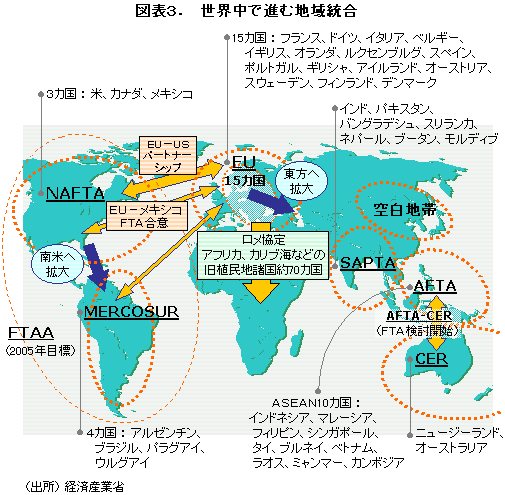 図表3. 世界中で進む地域統合
15カ国:フランス、ドイツ、イタリア、ベルギー、
イギリス、オランダ、ルクセンブルグ、スペイン、
ポルトガル、ギリシャ、アイルランド、オーストリア、
スウェーデン、フィンランド、デンマーク
3カ国:米、カナダ、メキシコ
インド、パキスタン、
バングラデシュ、スリランカ、
ネパール、ブータン、モルディブ
EU-US
パートナー
シップ
EU
15カ国
東方へ
拡大
NAFTA
EU-メキシコ
FTA合意
空白地帯
ロメ協定
アフリカ、カリブ海などの
旧植民地諸国約70カ国
南米へ
拡大
SAPTA
AFTA
MERCOSUR
AFTA-CER
(FTA検討開始)
FTAA
(2005年目標)
CER
ASEAN10カ国:
インドネシア、マレーシア、
フィリピン、シンガポール、
タイ、ブルネイ、ベトナム、
ラオス、ミャンマー、カンボジア
4カ国:アルゼンチン、
ブラジル、パラグアイ、
ウルグアイ
ニュージーランド、
オーストラリア
(出所) 経済産業省